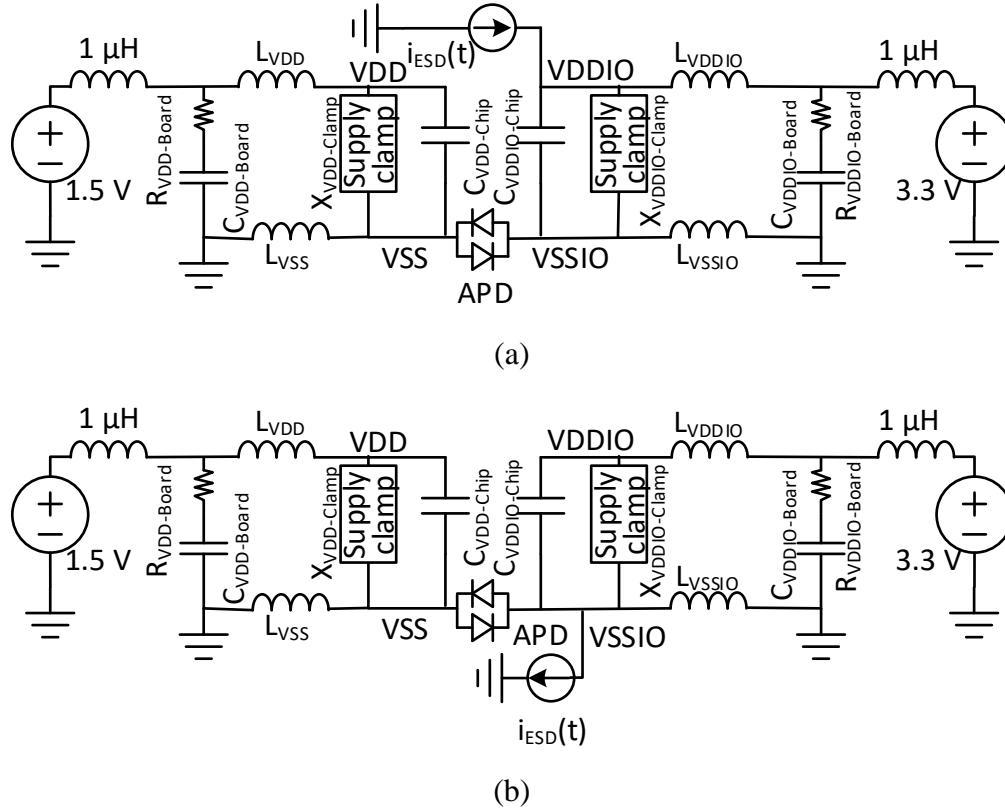 1 µH
L_VDD
VDD
i_ESD(t)
VDDIO
L_VDDIO
1 µH
+
−
1.5 V
R_VDD-Board
C_VDD-Board
X_VDD-Clamp
Supply clamp
C_VDD-Chip
C_VDDIO-Chip
Supply clamp
X_VDDIO-Clamp
C_VDDIO-Board
R_VDDIO-Board
+
−
3.3 V
L_VSS
VSS
APD
VSSIO
L_VSSIO
(a)
1 µH
L_VDD
VDD
VDDIO
L_VDDIO
1 µH
+
−
1.5 V
R_VDD-Board
C_VDD-Board
X_VDD-Clamp
Supply clamp
C_VDD-Chip
C_VDDIO-Chip
Supply clamp
X_VDDIO-Clamp
L_VSSIO
C_VDDIO-Board
R_VDDIO-Board
+
−
3.3 V
L_VSS
VSS
APD
VSSIO
i_ESD(t)
(b)